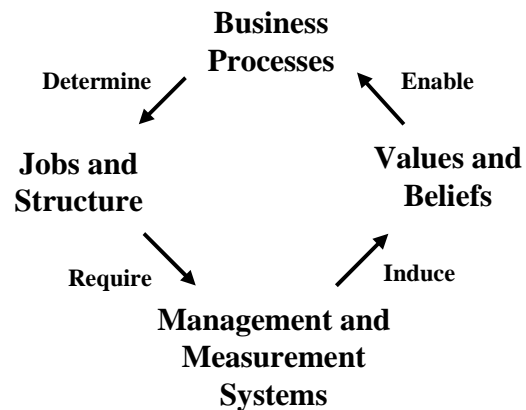 Business
Processes
Determine
Enable
Jobs and
Structure
Values and
Beliefs
Require
Induce
Management and
Measurement
Systems